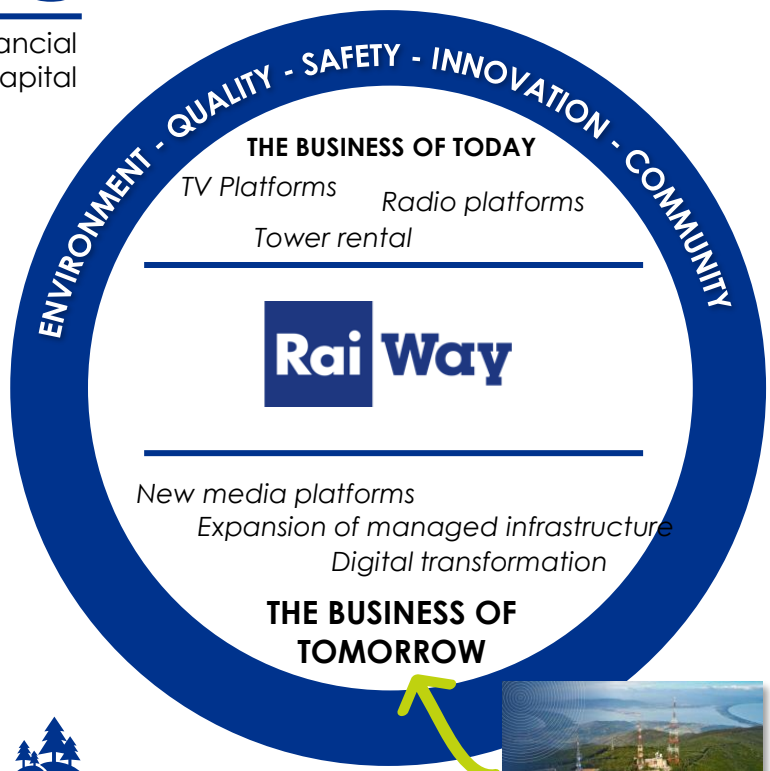 ancial
apital
ENVIRONMENT - QUALITY - SAFETY - INNOVATION - COMMUNITY
THE BUSINESS OF TODAY
TV Platforms
Radio platforms
Tower rental
Rai Way
New media platforms
Expansion of managed infrastructure
Digital transformation
THE BUSINESS OF
TOMORROW